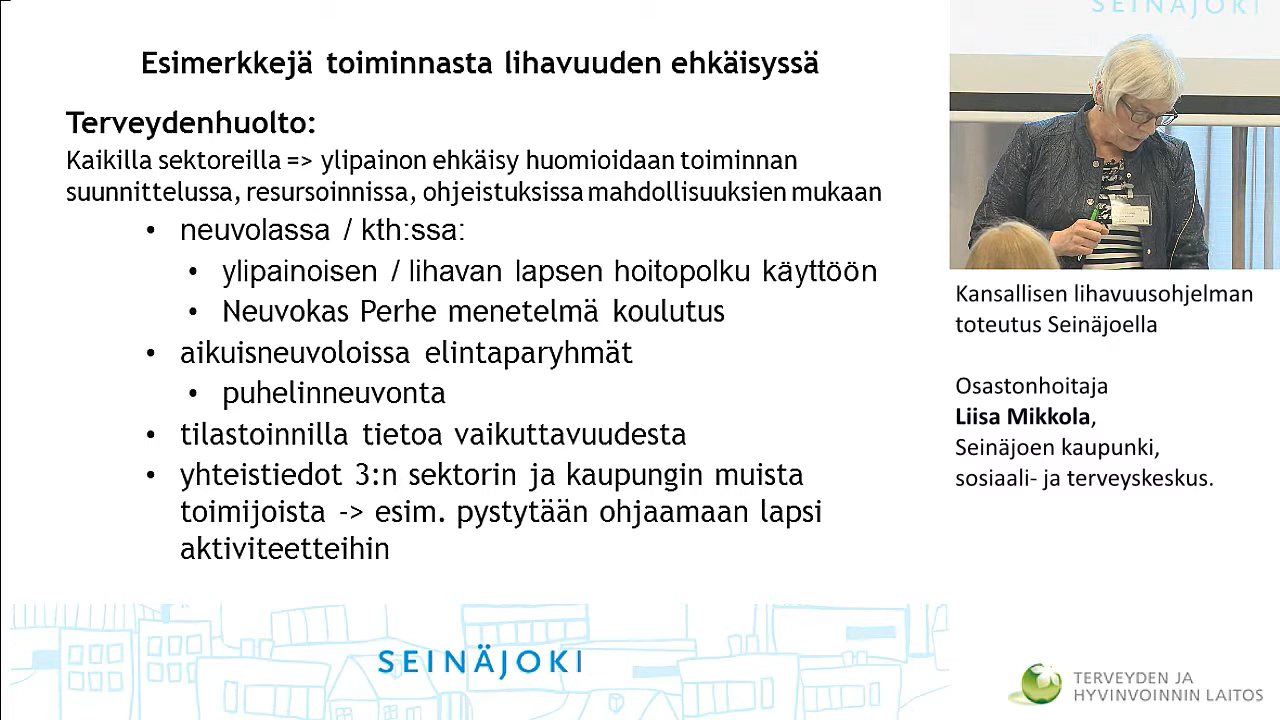 Esimerkkejä toiminnasta lihavuuden ehkäisyssä
Terveydenhuolto:
Kaikilla sektoreilla => ylipainon ehkäisy huomioidaan toiminnan
suunnittelussa, resursoinnissa, ohjeistuksissa mahdollisuuksien mukaan
• neuvolassa / kth:ssa:
• ylipainoisen / lihavan lapsen hoitopolku käyttöön
• Neuvokas Perhe menetelmä koulutus
• aikuisneuvoloissa elintaparyhmät
• puhelinneuvonta
• tilastoinnilla tietoa vaikuttavuudesta
• yhteistiedot 3:n sektorin ja kaupungin muista
toimijoista -> esim. pystytään ohjaamaan lapsi
aktiviteetteihin
SEINÄJOKI
SEINÄJOKI
Kansallisen lihavuusohjelman
toteutus Seinäjoella
Osastonhoitaja
Liisa Mikkola,
Seinäjoen kaupunki,
sosiaali- ja terveyskeskus.
TERVEYDEN JA
HYVINVOINNIN LAITOS